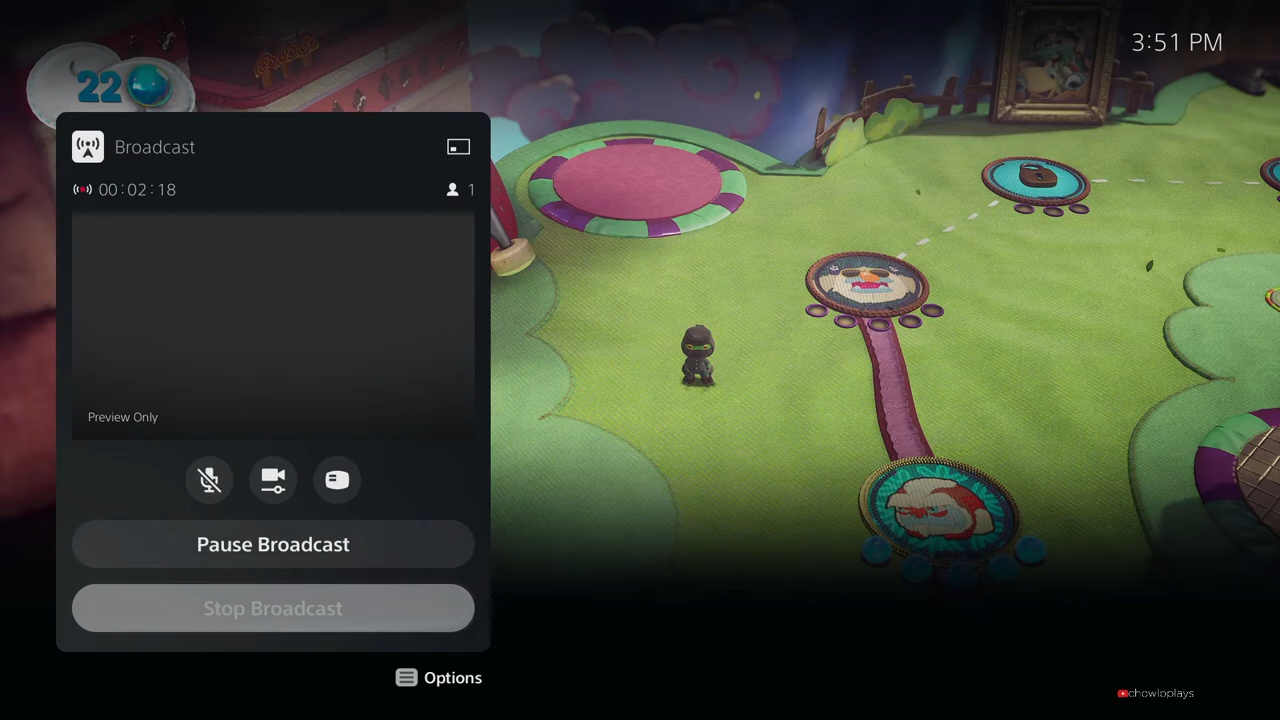 3:51 PM
22
Broadcast
00:02:18
1
Preview Only
Pause Broadcast
Stop Broadcast
Options
chowloplays